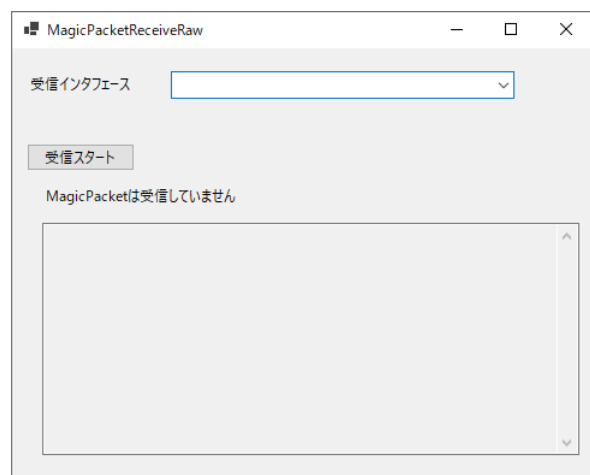 MagicPacketReceiveRaw
受信インタフェース
受信スタート
MagicPacketは受信していません